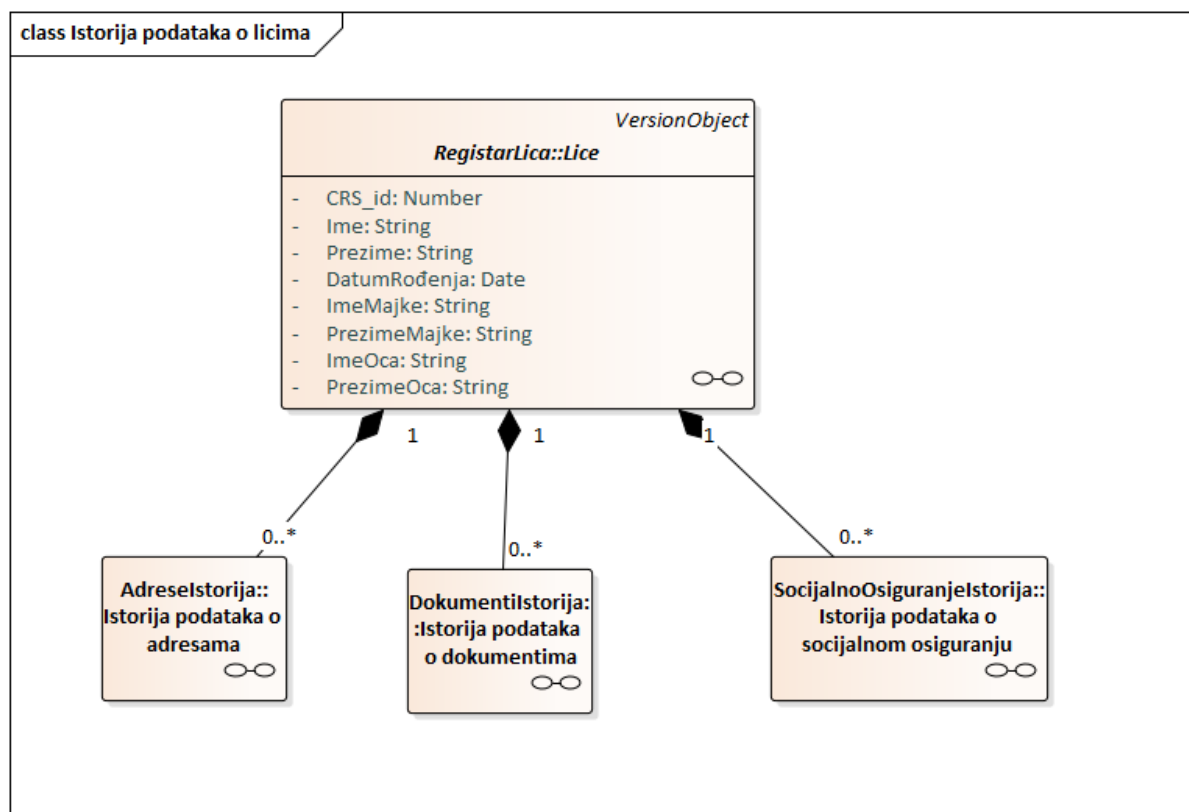 class Istorija podataka o licima
VersionObject
RegistarLica::Lice
- CRS_id: Number
- Ime: String
- Prezime: String
- DatumRođenja: Date
- ImeMajke: String
- PrezimeMajke: String
- ImeOca: String
- PrezimeOca: String
1
1
1
0..*
0..*
0..*
AdreseIstorija::
Istorija podataka o
adresama
DokumentiIstorija:
:Istorija podataka
o dokumentima
SocijalnoOsiguranjeIstorija::
Istorija podataka o
socijalnom osiguranju